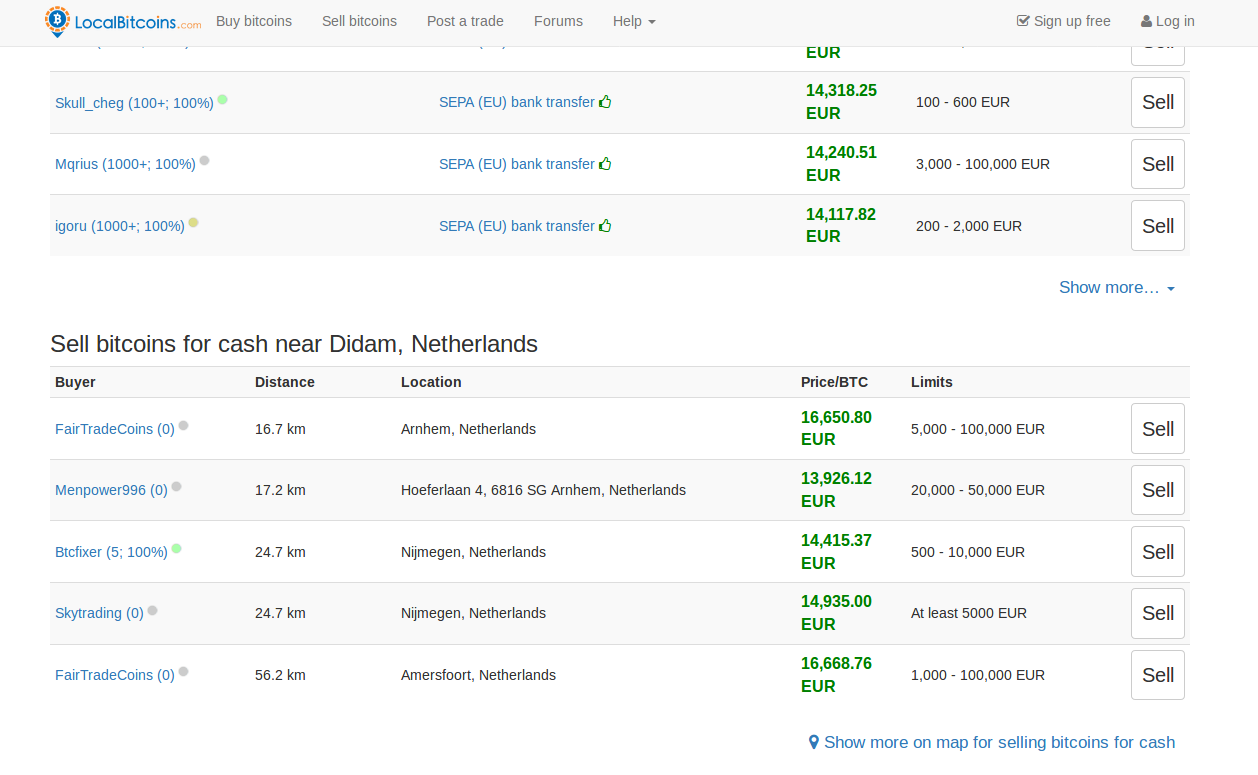 LocalBitcoins.com Buy bitcoins Sell bitcoins Post a trade Forums Help Sign up free Log in
EUR Sell
Skull_cheg (100+; 100%) SEPA (EU) bank transfer 14,318.25 EUR 100 - 600 EUR Sell
Mqrius (1000+; 100%) SEPA (EU) bank transfer 14,240.51 EUR 3,000 - 100,000 EUR Sell
igoru (1000+; 100%) SEPA (EU) bank transfer 14,117.82 EUR 200 - 2,000 EUR Sell
Show more…
Sell bitcoins for cash near Didam, Netherlands
Buyer Distance Location Price/BTC Limits
FairTradeCoins (0) 16.7 km Arnhem, Netherlands 16,650.80 EUR 5,000 - 100,000 EUR Sell
Menpower996 (0) 17.2 km Hoeferlaan 4, 6816 SG Arnhem, Netherlands 13,926.12 EUR 20,000 - 50,000 EUR Sell
Btcfixer (5; 100%) 24.7 km Nijmegen, Netherlands 14,415.37 EUR 500 - 10,000 EUR Sell
Skytrading (0) 24.7 km Nijmegen, Netherlands 14,935.00 EUR At least 5000 EUR Sell
FairTradeCoins (0) 56.2 km Amersfoort, Netherlands 16,668.76 EUR 1,000 - 100,000 EUR Sell
Show more on map for selling bitcoins for cash